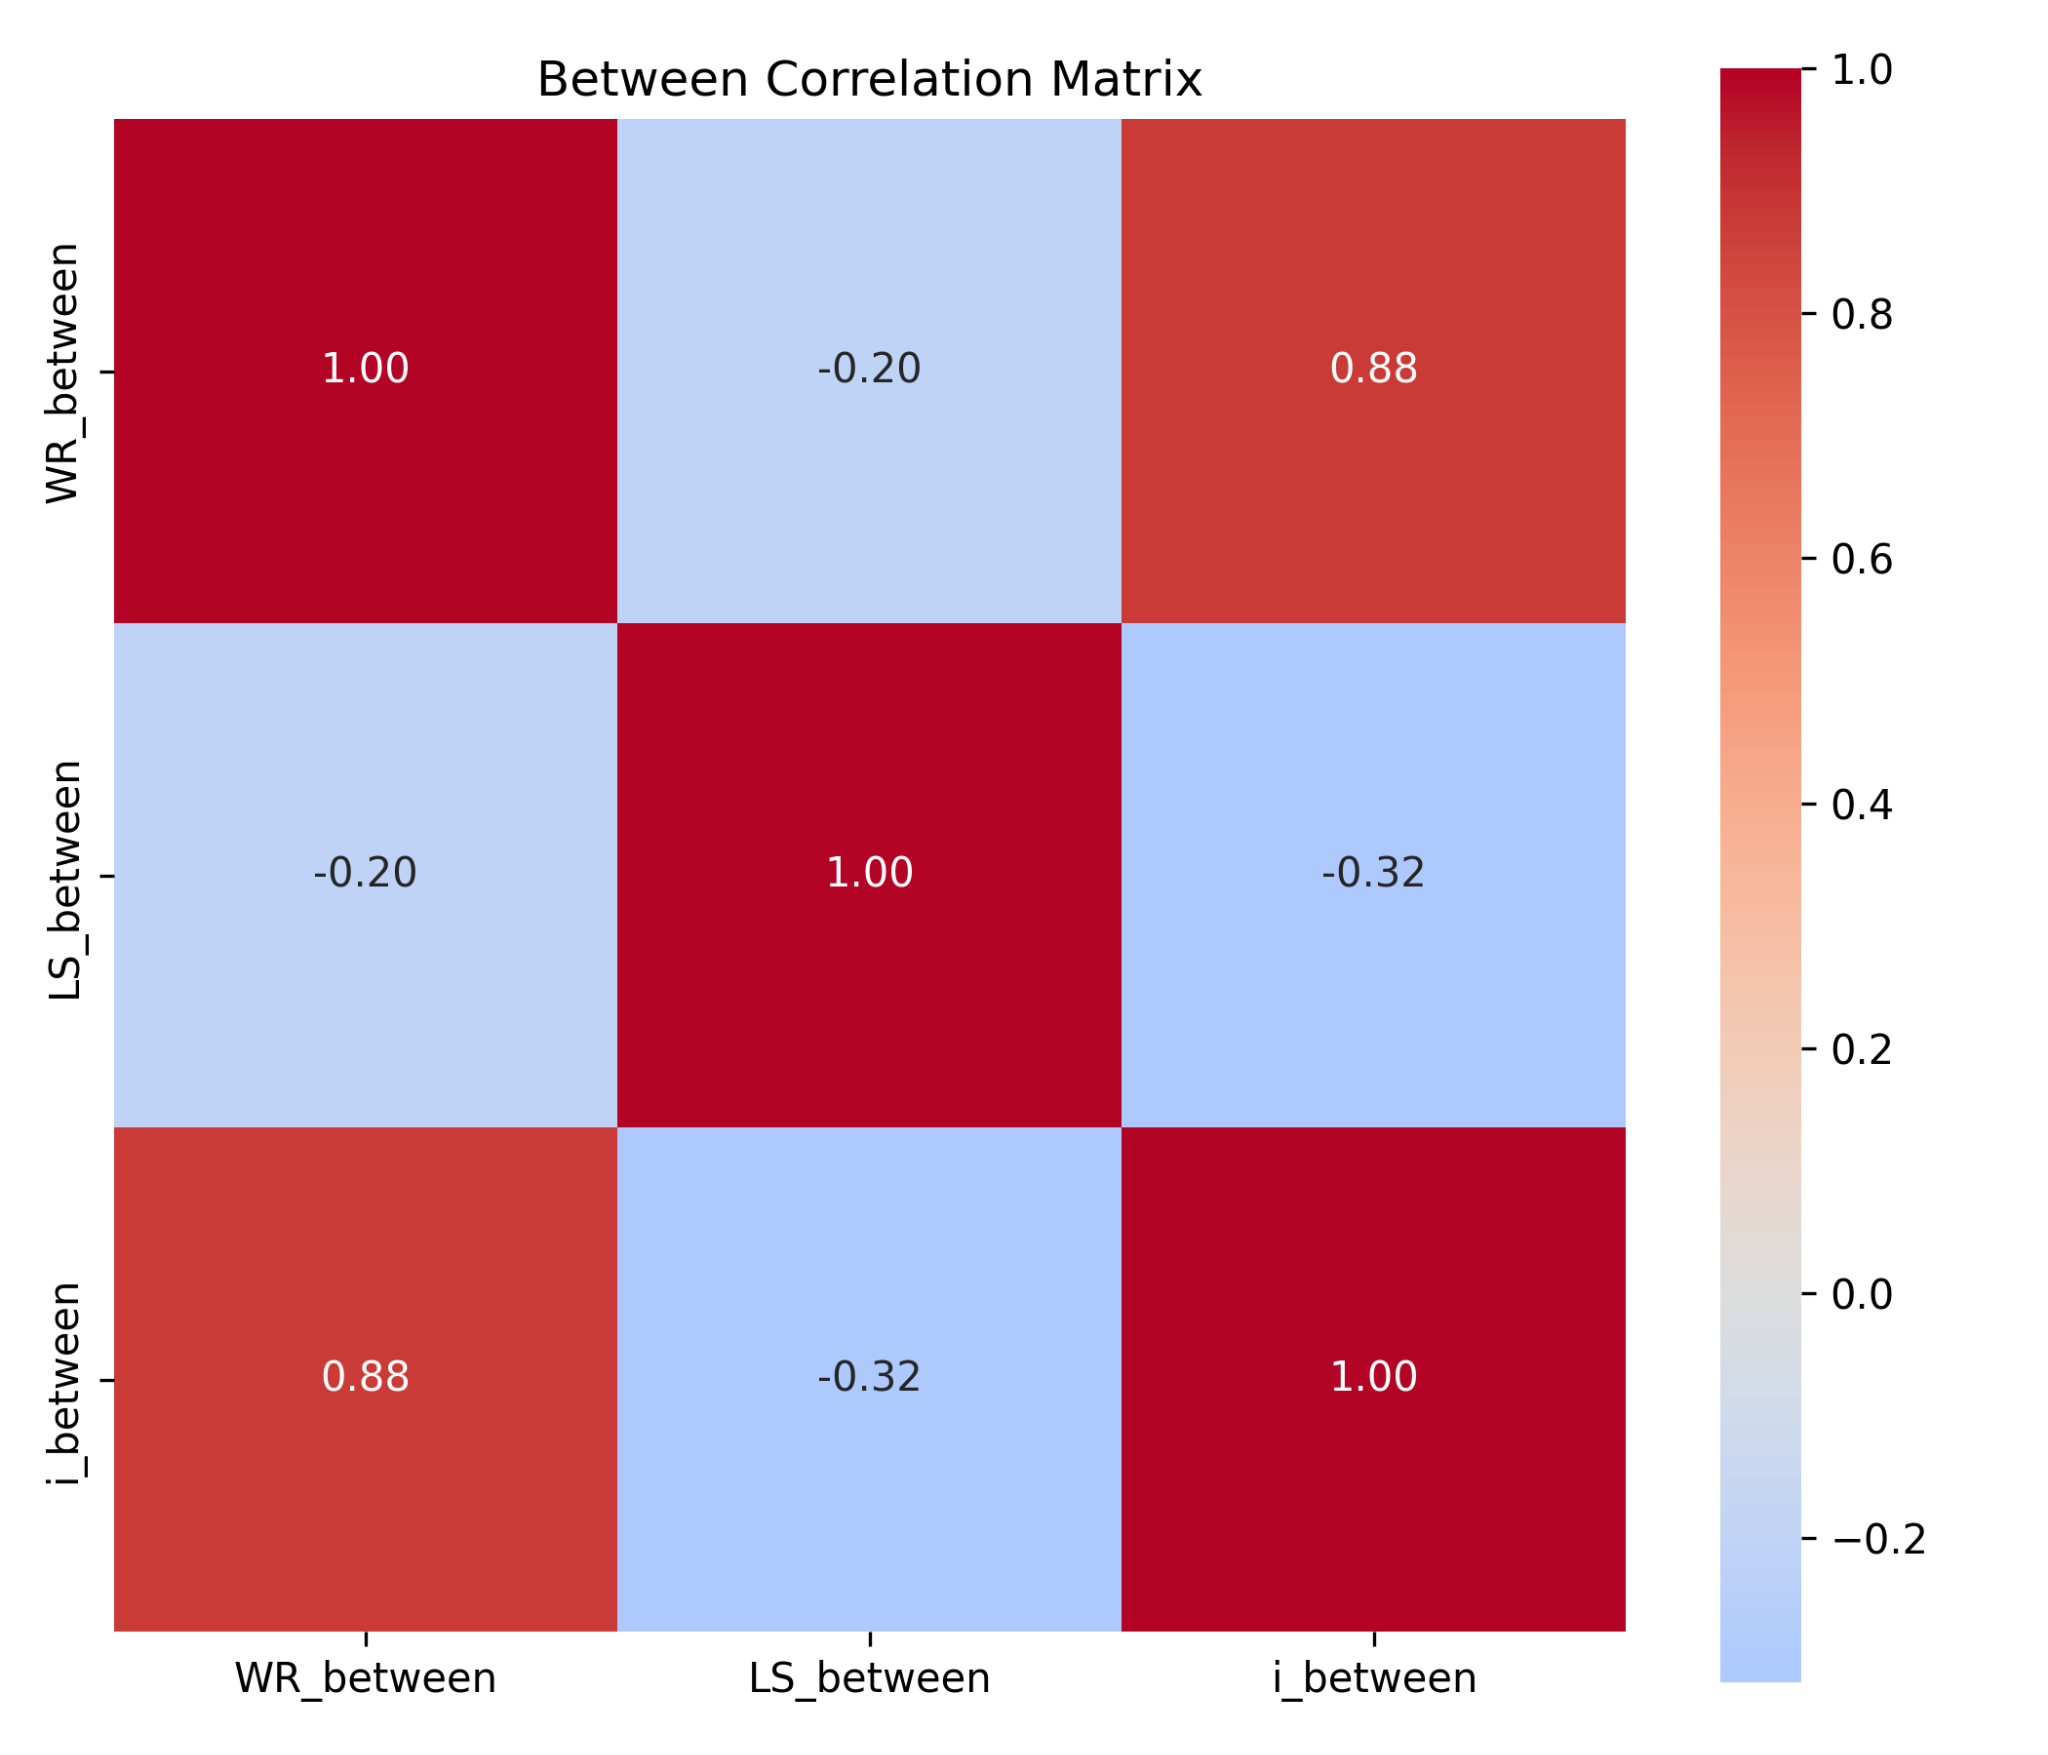 Between Correlation Matrix
WR_between
1.00
-0.20
0.88
LS_between
-0.20
1.00
-0.32
i_between
0.88
-0.32
1.00
WR_between
LS_between
i_between
1.0
0.8
0.6
0.4
0.2
0.0
−0.2